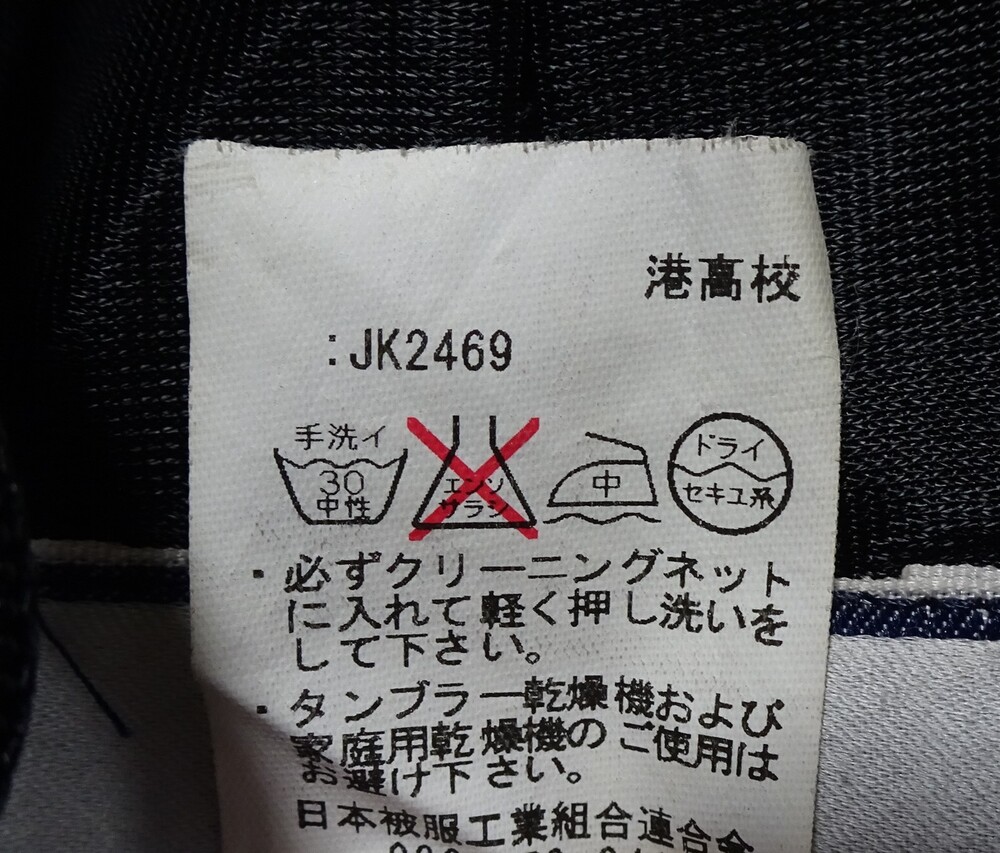 港高校
:JK2469
手洗イ
30
中性
エンソ
サラシ
中
ドライ
セキユ系
・必ずクリーニングネット
に入れて軽く押し洗いを
して下さい。
・タンブラー乾燥機および
家庭用乾燥機のご使用は
お避け下さい。
日本被服工業組合連合会